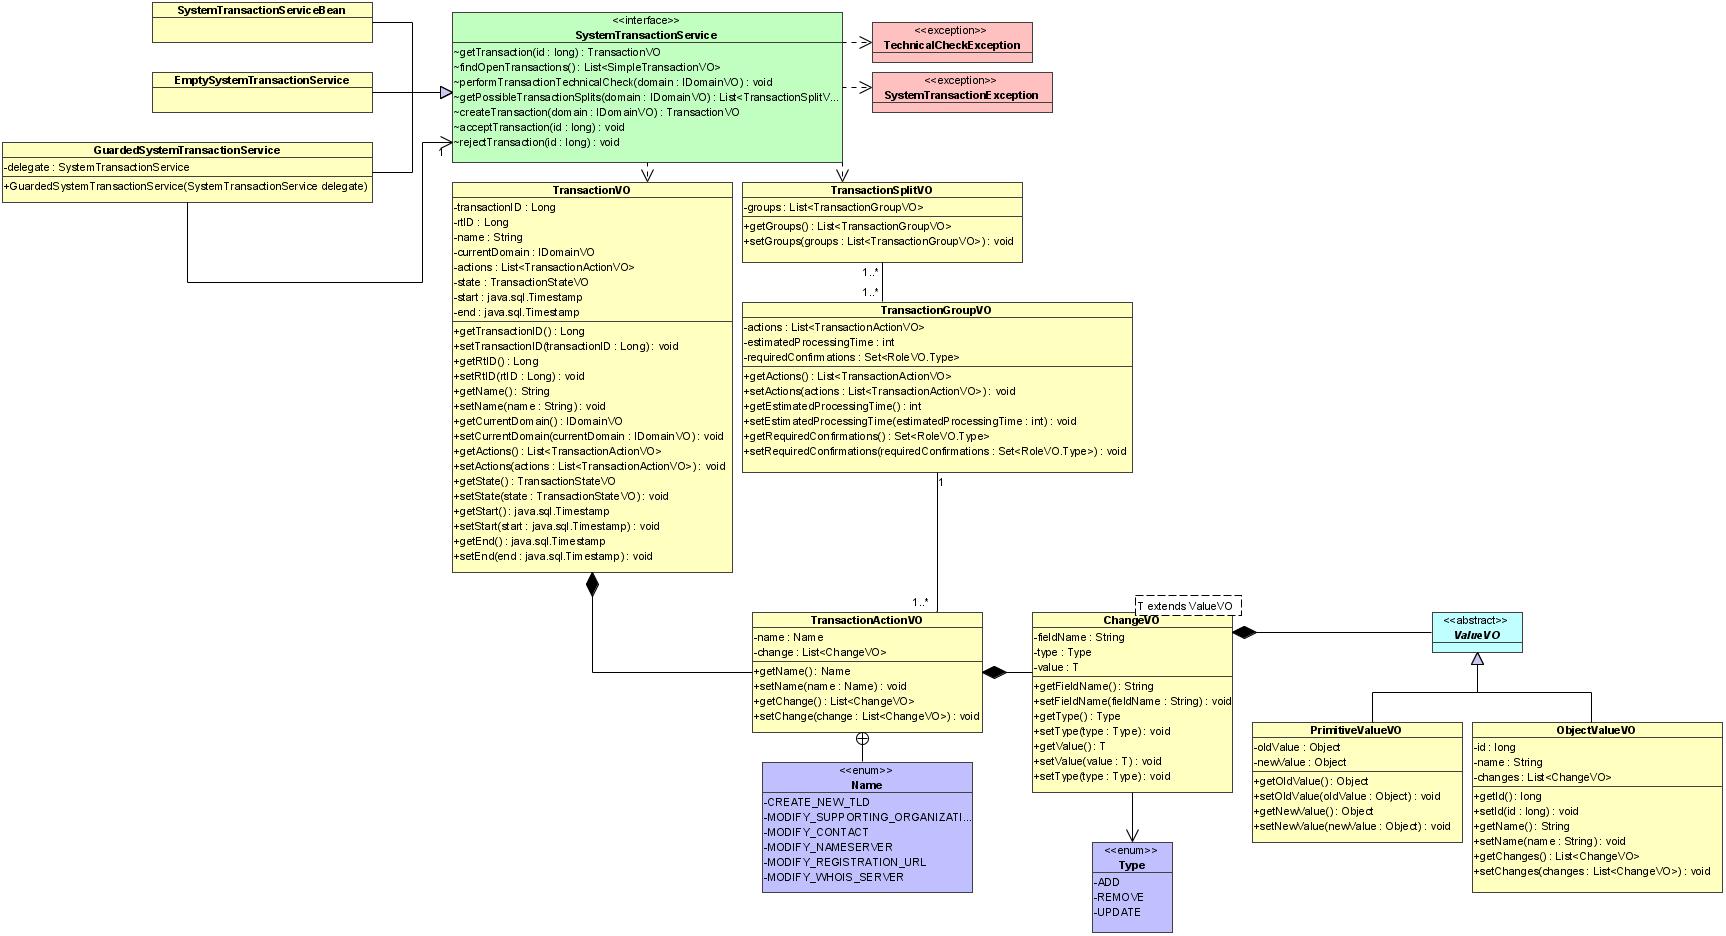 SystemTransactionServiceBean
EmptySystemTransactionService
GuardedSystemTransactionService
-delegate : SystemTransactionService
+GuardedSystemTransactionService(SystemTransactionService delegate)
1
<<interface>>
SystemTransactionService
~getTransaction(id : long) : TransactionVO
~findOpenTransactions() : List<SimpleTransactionVO>
~performTransactionTechnicalCheck(domain : IDomainVO) : void
~getPossibleTransactionSplits(domain : IDomainVO) : List<TransactionSplitV...
~createTransaction(domain : IDomainVO) : TransactionVO
~acceptTransaction(id : long) : void
~rejectTransaction(id : long) : void
<<exception>>
TechnicalCheckException
<<exception>>
SystemTransactionException
TransactionVO
-transactionID : Long
-rtID : Long
-name : String
-currentDomain : IDomainVO
-actions : List<TransactionActionVO>
-state : TransactionStateVO
-start : java.sql.Timestamp
-end : java.sql.Timestamp
+getTransactionID() : Long
+setTransactionID(transactionID : Long) : void
+getRtID() : Long
+setRtID(rtID : Long) : void
+getName() : String
+setName(name : String) : void
+getCurrentDomain() : IDomainVO
+setCurrentDomain(currentDomain : IDomainVO) : void
+getActions() : List<TransactionActionVO>
+setActions(actions : List<TransactionActionVO>) : void
+getState() : TransactionStateVO
+setState(state : TransactionStateVO) : void
+getStart() : java.sql.Timestamp
+setStart(start : java.sql.Timestamp) : void
+getEnd() : java.sql.Timestamp
+setEnd(end : java.sql.Timestamp) : void
TransactionSplitVO
-groups : List<TransactionGroupVO>
+getGroups() : List<TransactionGroupVO>
+setGroups(groups : List<TransactionGroupVO>) : void
1..*
1..*
TransactionGroupVO
-actions : List<TransactionActionVO>
-estimatedProcessingTime : int
-requiredConfirmations : Set<RoleVO.Type>
+getActions() : List<TransactionActionVO>
+setActions(actions : List<TransactionActionVO>) : void
+getEstimatedProcessingTime() : int
+setEstimatedProcessingTime(estimatedProcessingTime : int) : void
+getRequiredConfirmations() : Set<RoleVO.Type>
+setRequiredConfirmations(requiredConfirmations : Set<RoleVO.Type>) : void
1
1..*
TransactionActionVO
-name : Name
-change : List<ChangeVO>
+getName() : Name
+setName(name : Name) : void
+getChange() : List<ChangeVO>
+setChange(change : List<ChangeVO>) : void
<<enum>>
Name
-CREATE_NEW_TLD
-MODIFY_SUPPORTING_ORGANIZATI...
-MODIFY_CONTACT
-MODIFY_NAMESERVER
-MODIFY_REGISTRATION_URL
-MODIFY_WHOIS_SERVER
T extends ValueVO
ChangeVO
-fieldName : String
-type : Type
-value : T
+getFieldName() : String
+setFieldName(fieldName : String) : void
+getType() : Type
+setType(type : Type) : void
+getValue() : T
+setValue(value : T) : void
+setType(type : Type) : void
<<enum>>
Type
-ADD
-REMOVE
-UPDATE
<<abstract>>
ValueVO
PrimitiveValueVO
-oldValue : Object
-newValue : Object
+getOldValue() : Object
+setOldValue(oldValue : Object) : void
+getNewValue() : Object
+setNewValue(newValue : Object) : void
ObjectValueVO
-id : long
-name : String
-changes : List<ChangeVO>
+getId() : long
+setId(id : long) : void
+getName() : String
+setName(name : String) : void
+getChanges() : List<ChangeVO>
+setChanges(changes : List<ChangeVO>) : void